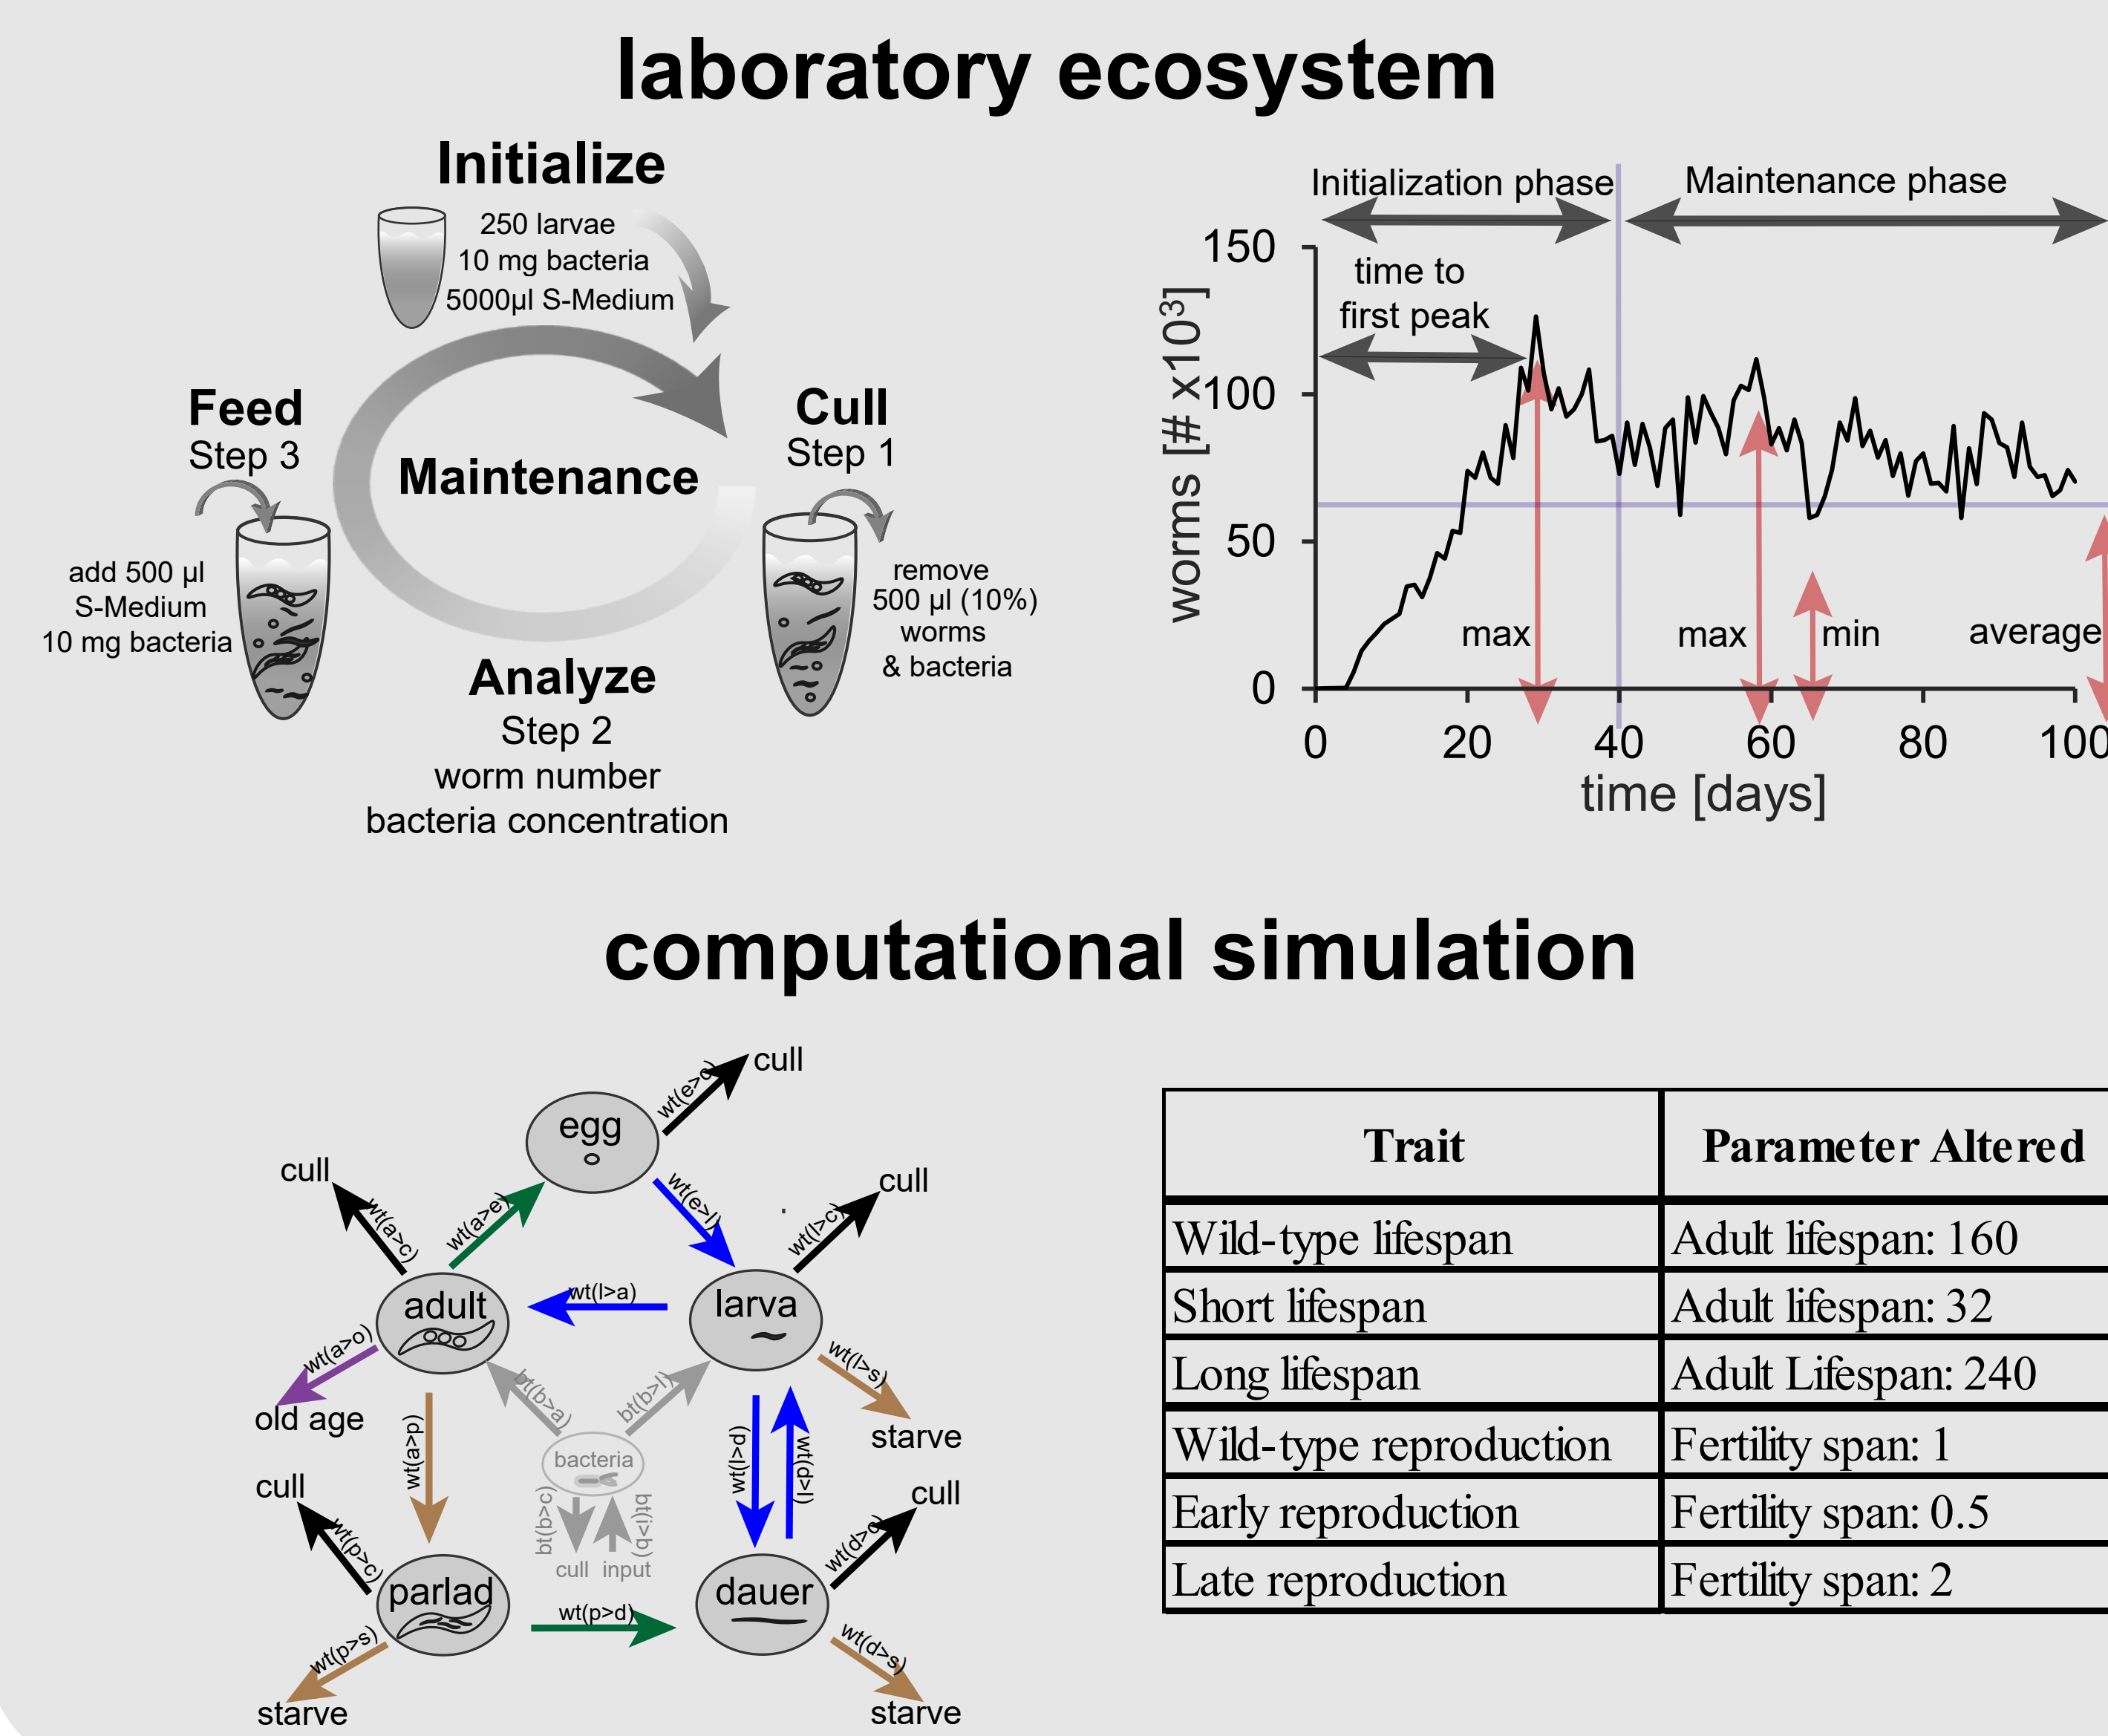 laboratory ecosystem
Initialize
250 larvae
10 mg bacteria
5000µl S-Medium
Feed
Step 3
add 500 µl
S-Medium
10 mg bacteria
Maintenance
Cull
Step 1
remove
500 µl (10%)
worms
& bacteria
Analyze
Step 2
worm number
bacteria concentration
Initialization phase
Maintenance phase
time to
first peak
worms [# x10³]
150
100
50
0
max
max
min
average
0 20 40 60 80 100
time [days]
computational simulation
egg
wt(e>c)
cull
cull
wt(a>c)
wt(a>e)
wt(e>l)
wt(l>c)
cull
adult
wt(l>a)
larva
wt(a>o)
old age
wt(l>s)
starve
bt(b>a)
bt(b>l)
bacteria
bt(b>c)
bt(i>b)
cull input
wt(a>p)
wt(l>d)
wt(d>l)
cull
wt(p>c)
parlad
wt(p>d)
dauer
wt(d>c)
cull
wt(p>s)
starve
wt(d>s)
starve
Trait Parameter Altered
Wild-type lifespan Adult lifespan: 160
Short lifespan Adult lifespan: 32
Long lifespan Adult Lifespan: 240
Wild-type reproduction Fertility span: 1
Early reproduction Fertility span: 0.5
Late reproduction Fertility span: 2